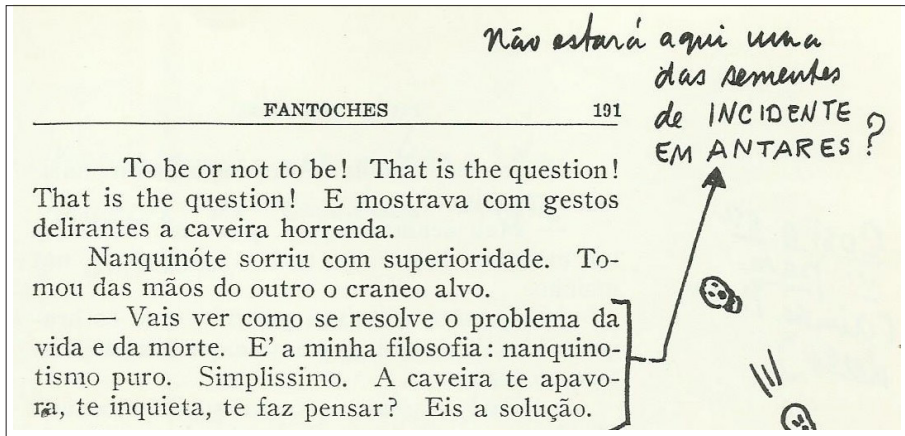 Não estará aqui uma
das sementes
de INCIDENTE
EM ANTARES?
FANTOCHES 191
— To be or not to be! That is the question!
That is the question! E mostrava com gestos
delirantes a caveira horrenda.
Nanquinóte sorriu com superioridade. To-
mou das mãos do outro o craneo alvo.
— Vais ver como se resolve o problema da
vida e da morte. E' a minha filosofia: nanquino-
tismo puro. Simplissimo. A caveira te apavo-
ra, te inquieta, te faz pensar? Eis a solução.